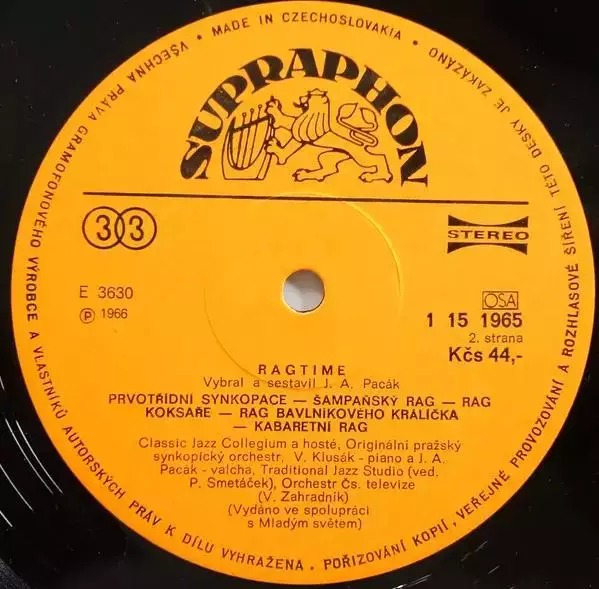 MADE IN CZECHOSLOVAKIA •
VŠECHNA PRÁVA GRAMOFONOVÉHO VÝROBCE A VLASTNÍKŮ AUTORSKÝCH PRÁV K DÍLU VYHRAŽENA • POŘIZOVÁNÍ KOPIÍ, VEŘEJNÉ PROVOZOVÁNÍ A ROZHLASOVÉ ŠÍŘENÍ TÉTO DESKY JE ZAKÁZÁNO
SUPRAPHON
33
STEREO
E 3630
Ⓟ 1966
OSA
1 15 1965
2. strana
Kčs 44,-
RAGTIME
Vybral a sestavil J. A. Pacák
PRVOTŘÍDNÍ SYNKOPACE — ŠAMPAŇSKÝ RAG — RAG
KOKSAŘE — RAG BAVLNÍKOVÉHO KRÁLÍČKA
— KABARETNÍ RAG
Classic Jazz Collegium a hosté, Originální pražský
synkopický orchestr, V. Klusák - piano a J. A.
Pacák - valcha, Traditional Jazz Studio (ved.
P. Smetáček), Orchestr Čs. televize
(V. Zahradník)
(Vydáno ve spolupráci
s Mladým světem)